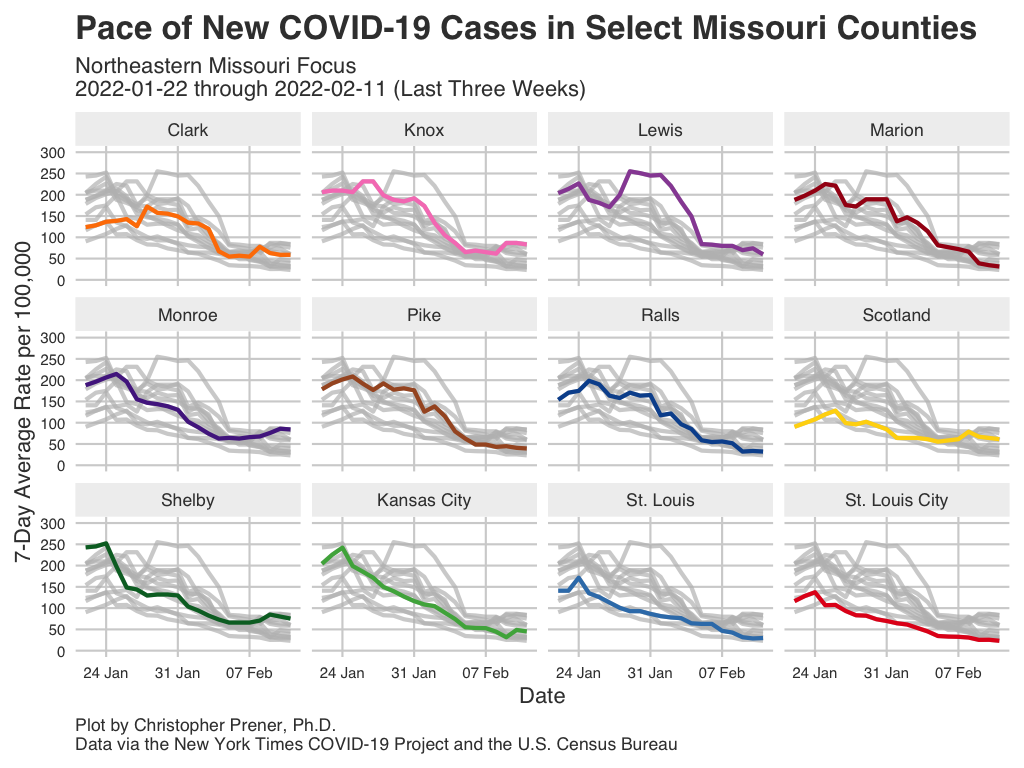 Pace of New COVID-19 Cases in Select Missouri Counties
Northeastern Missouri Focus
2022-01-22 through 2022-02-11 (Last Three Weeks)
7-Day Average Rate per 100,000
Clark
Knox
Lewis
Marion
300
250
200
150
100
50
0
Monroe
Pike
Ralls
Scotland
300
250
200
150
100
50
0
Shelby
Kansas City
St. Louis
St. Louis City
300
250
200
150
100
50
0
24 Jan 31 Jan 07 Feb
24 Jan 31 Jan 07 Feb
24 Jan 31 Jan 07 Feb
24 Jan 31 Jan 07 Feb
Date
Plot by Christopher Prener, Ph.D.
Data via the New York Times COVID-19 Project and the U.S. Census Bureau